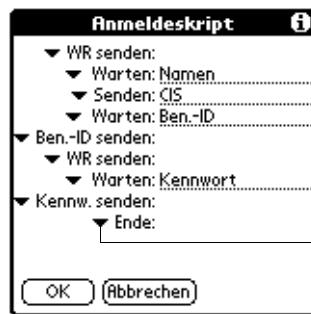 Anmeldeskript
WR senden:
Warten: Namen
Senden: CIS
Warten: Ben.-ID
Ben.-ID senden:
WR senden:
Warten: Kennwort
Kennw. senden:
Ende:
OK Abbrechen